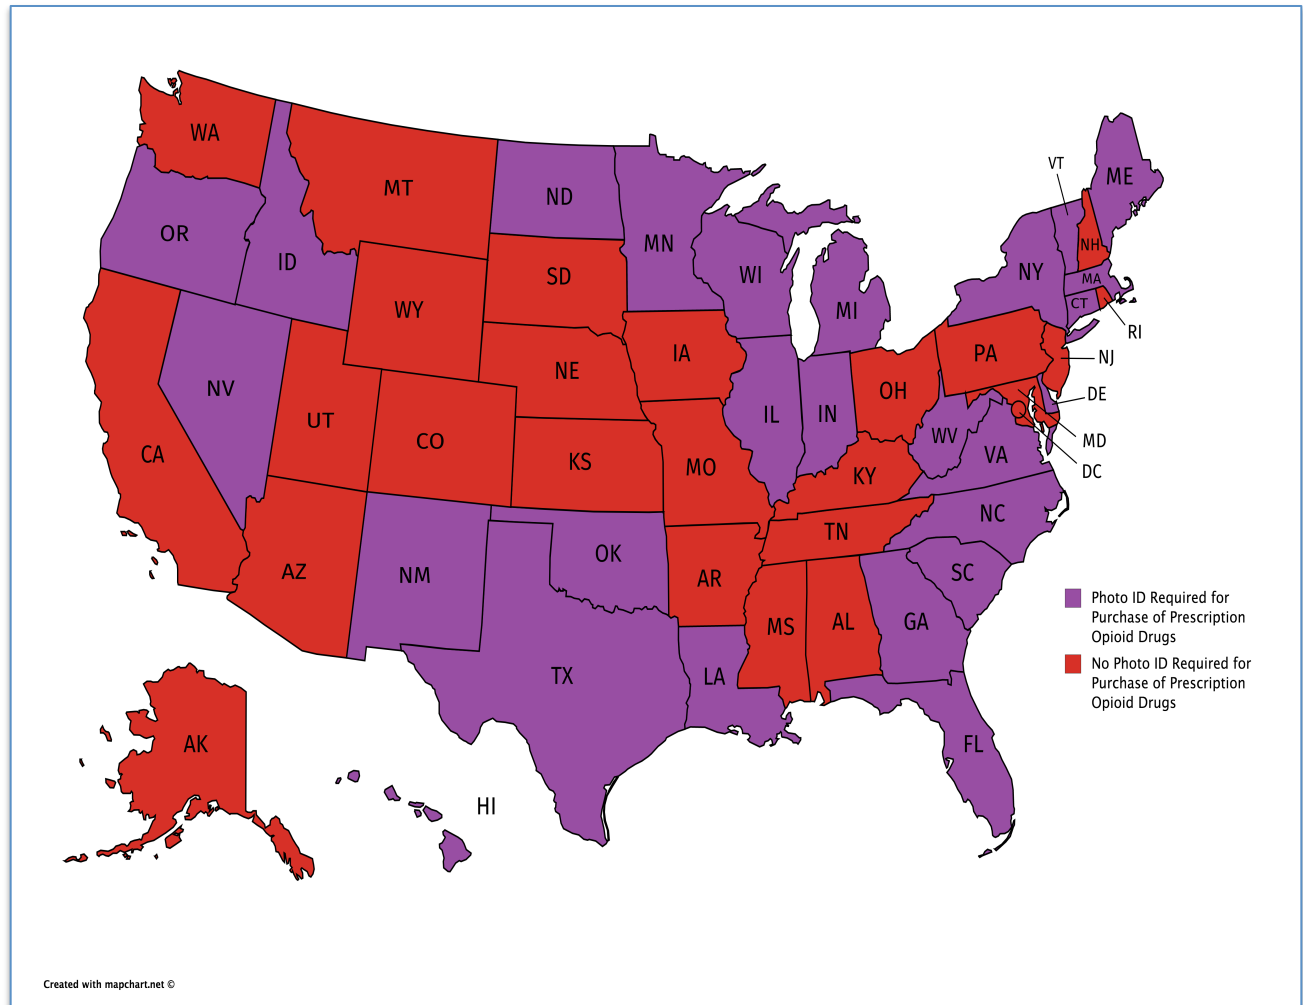 WA
MT
ND
MN
VT
ME
OR
ID
SD
WI
NY
NH
MA
CT
WY
MI
RI
IA
NE
PA
NJ
NV
OH
DE
UT
CO
IL
IN
WV
MD
CA
KS
MO
KY
VA
DC
NC
TN
AZ
NM
OK
AR
SC
MS
AL
GA
TX
LA
Photo ID Required for
Purchase of Prescription
Opioid Drugs
No Photo ID Required for
Purchase of Prescription
Opioid Drugs
AK
FL
HI
Created with mapchart.net ©